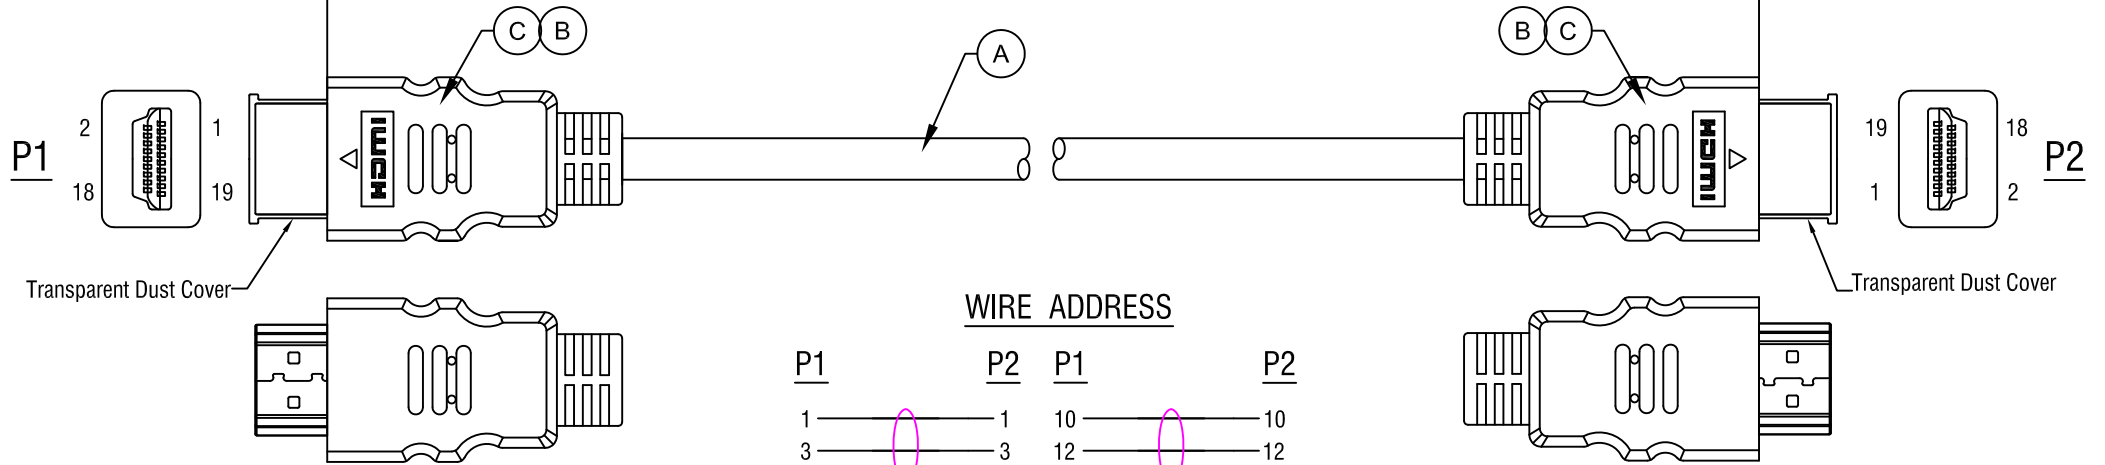 C B
A
B C
P1
2 1
18 19
HDMI
HDMI
19 18
1 2
P2
Transparent Dust Cover
Transparent Dust Cover
WIRE ADDRESS
P1 P2 P1 P2
1 1 10 10
3 3 12 12